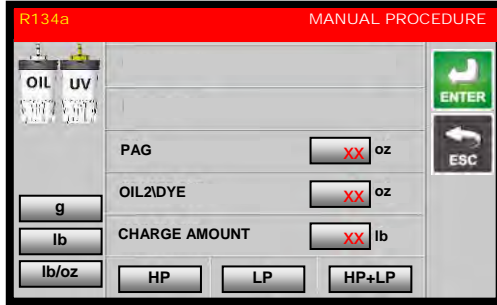 R134a MANUAL PROCEDURE
OIL UV
ENTER
PAG XX oz
ESC
OIL2\DYE XX oz
g
lb
CHARGE AMOUNT XX lb
lb/oz
HP LP HP+LP